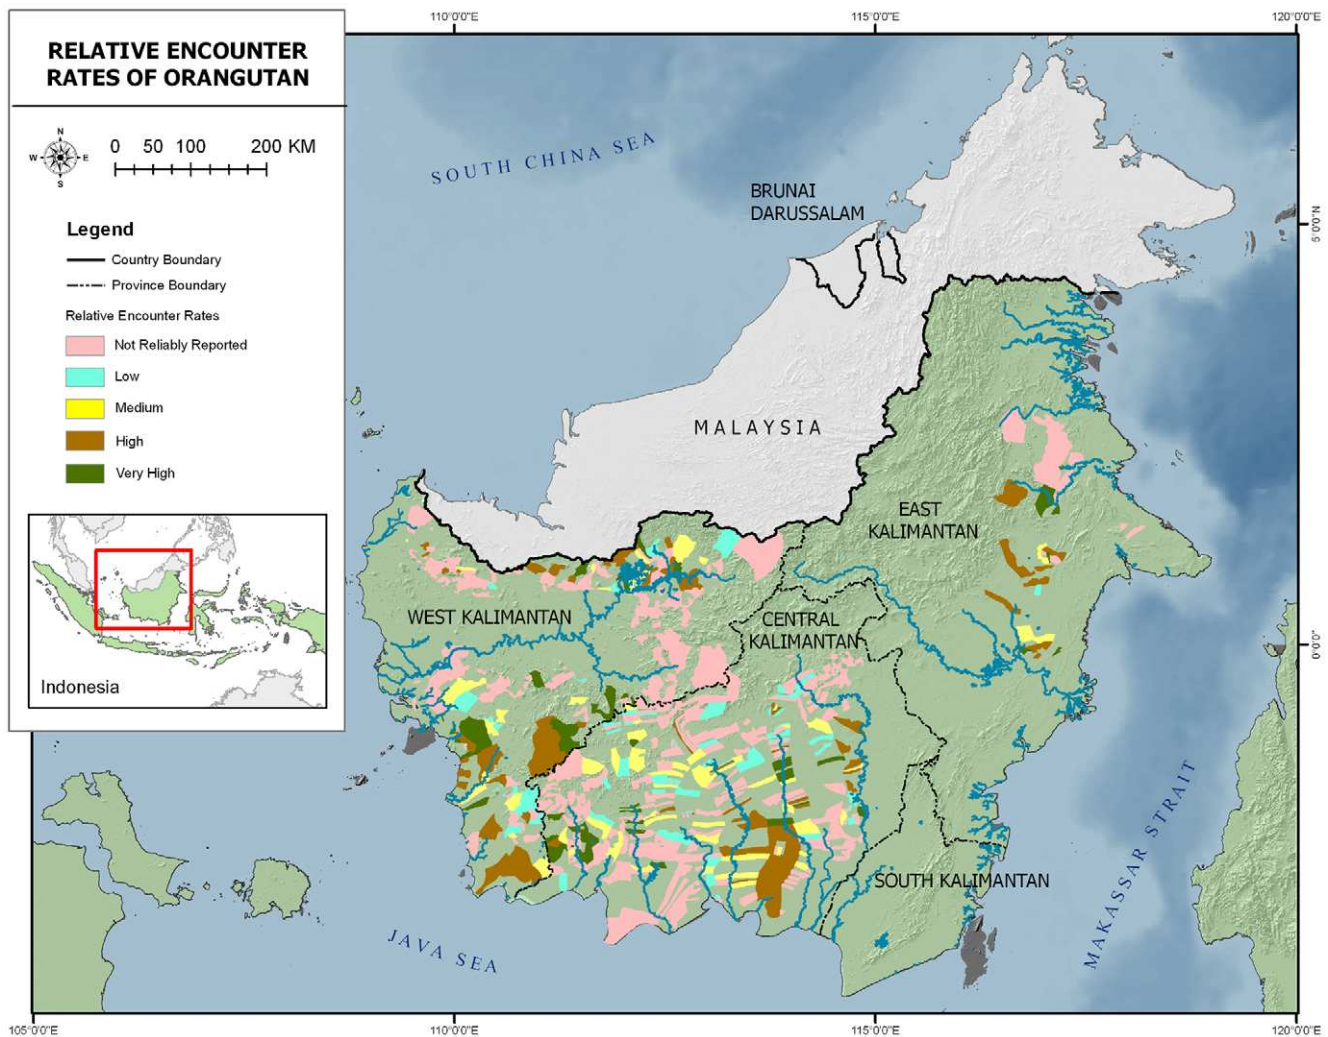 RELATIVE ENCOUNTER
RATES OF ORANGUTAN
N
W
E
S
0 50 100 200 KM
Legend
Country Boundary
Province Boundary
Relative Encounter Rates
Not Reliably Reported
Low
Medium
High
Very High
Indonesia
110°0'0"E
115°0'0"E
120°0'0"E
SOUTH CHINA SEA
BRUNAI
DARUSSALAM
5°0'0"N
MALAYSIA
EAST
KALIMANTAN
WEST KALIMANTAN
CENTRAL
KALIMANTAN
0°0'0"
SOUTH KALIMANTAN
MAKASSAR STRAIT
JAVA SEA
105°0'0"E
110°0'0"E
115°0'0"E
120°0'0"E